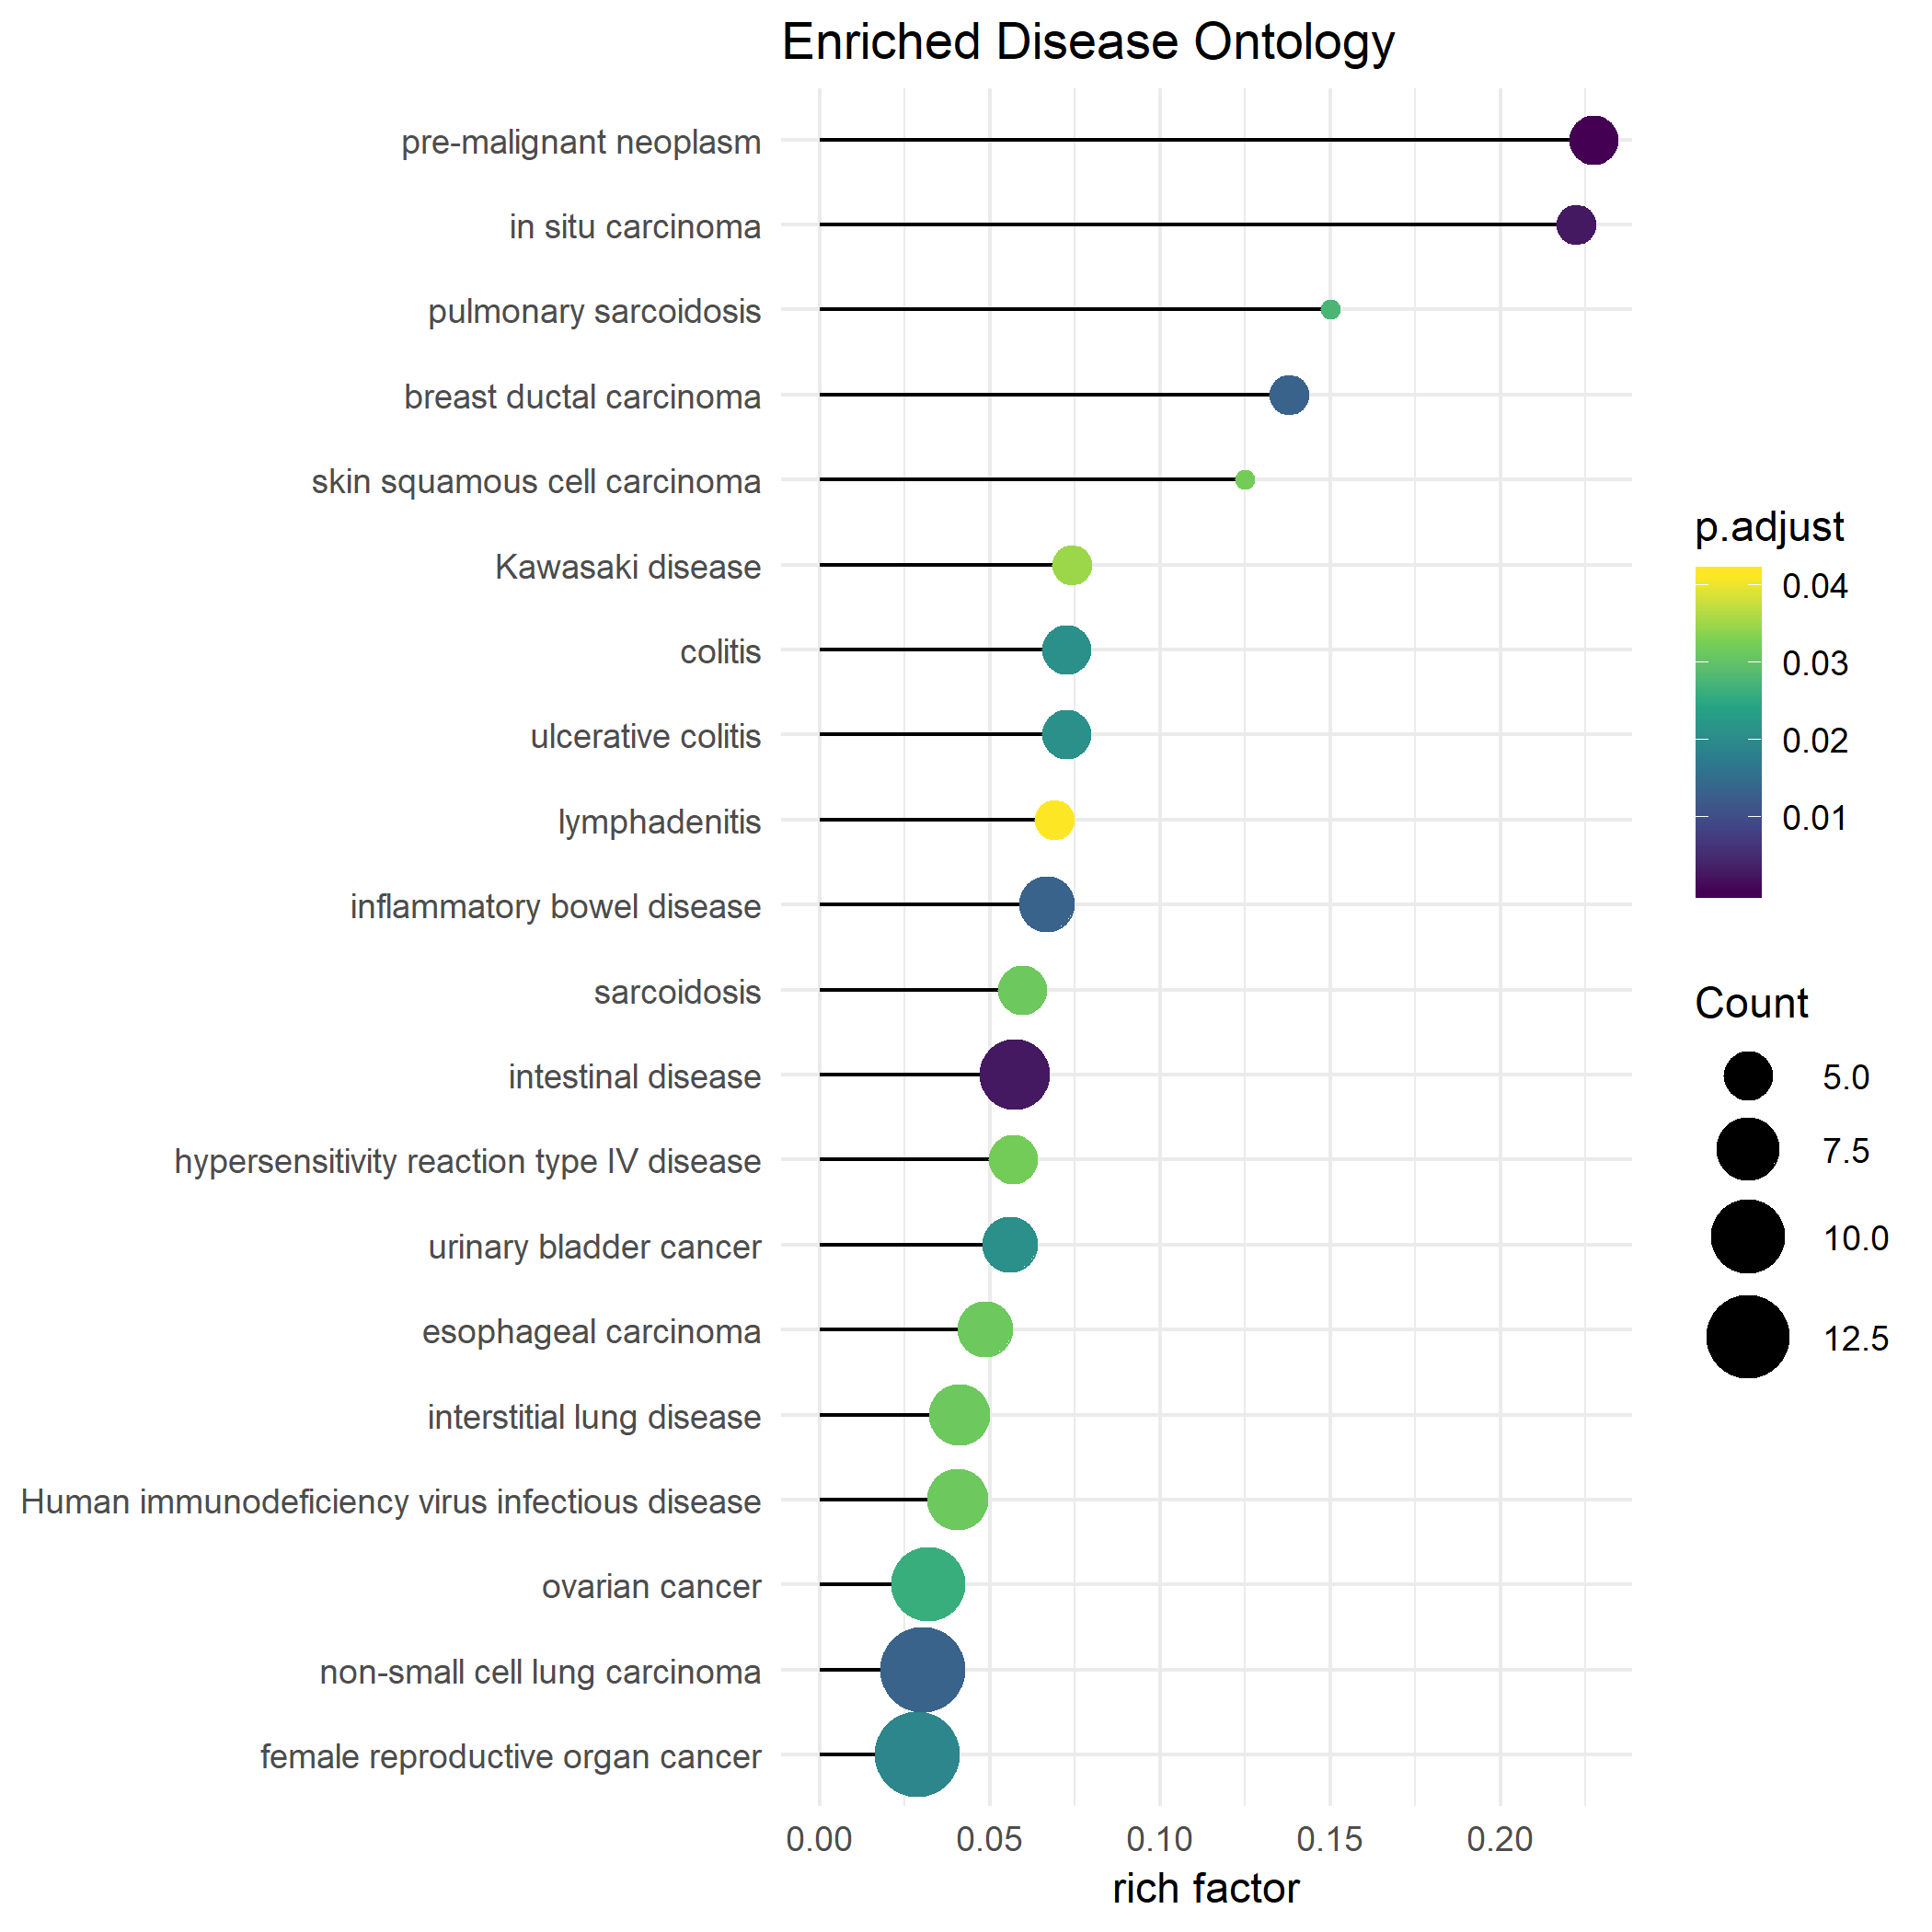 Enriched Disease Ontology
pre-malignant neoplasm
in situ carcinoma
pulmonary sarcoidosis
breast ductal carcinoma
skin squamous cell carcinoma
Kawasaki disease
colitis
ulcerative colitis
lymphadenitis
inflammatory bowel disease
sarcoidosis
intestinal disease
hypersensitivity reaction type IV disease
urinary bladder cancer
esophageal carcinoma
interstitial lung disease
Human immunodeficiency virus infectious disease
ovarian cancer
non-small cell lung carcinoma
female reproductive organ cancer
0.00 0.05 0.10 0.15 0.20
rich factor
p.adjust
0.04
0.03
0.02
0.01
Count
5.0
7.5
10.0
12.5